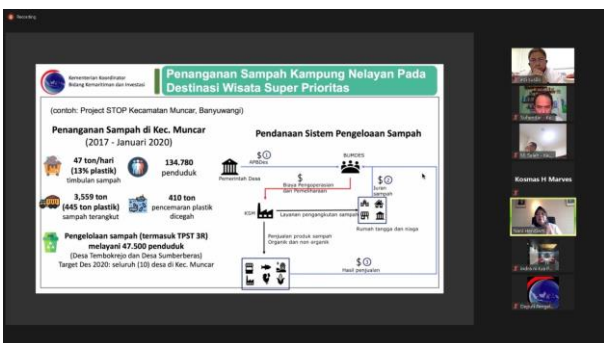 Recording
Kementerian Koordinator
Bidang Kemaritiman dan Investasi
Penanganan Sampah Kampung Nelayan Pada
Destinasi Wisata Super Prioritas
(contoh: Project STOP Kecamatan Muncar, Banyuwangi)
Penanganan Sampah di Kec. Muncar
(2017 - Januari 2020)
47 ton/hari
(13% plastik)
timbulan sampah
134.780
penduduk
3,559 ton
(445 ton plastik)
sampah terangkut
410 ton
pencemaran plastik
dicegah
Pengelolaan sampah (termasuk TPST 3R)
melayani 47.500 penduduk
(Desa Tembokrejo dan Desa Sumberberas)
Target Des 2020: seluruh (10) desa di Kec. Muncar
Pendanaan Sistem Pengeloaan Sampah
$
APBDes
BUMDES
Pemerintah Desa
$
Biaya Pengoperasian
dan Pemeliharaan
$
Iuran
sampah
KSM
Layanan pengangkutan sampah
Rumah tangga dan niaga
Penjualan produk sampah
Organik dan non organik
$
Hasil penjualan
Kosmas H Marves